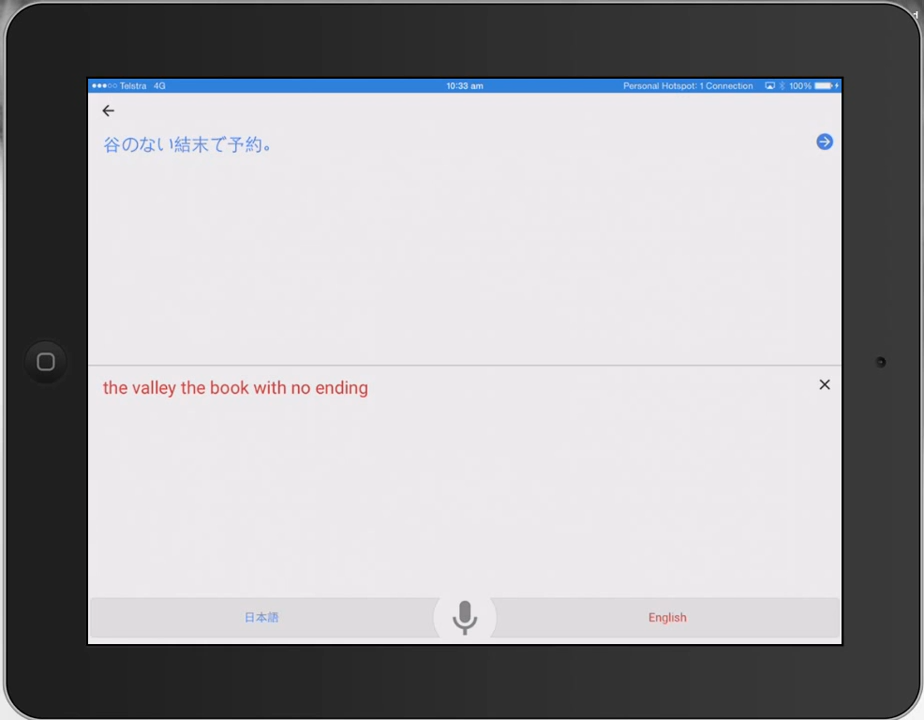 Telstra 4G 10:33 am Personal Hotspot: 1 Connection 100%
谷のない結末で予約。
the valley the book with no ending
日本語 English